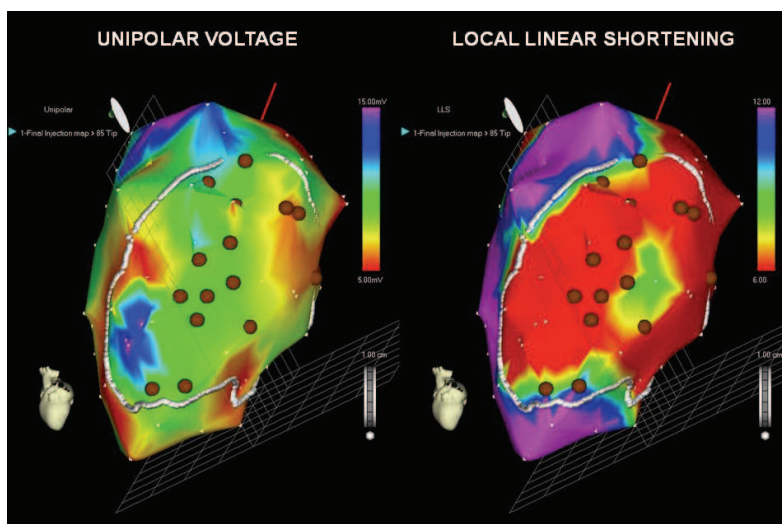 UNIPOLAR VOLTAGE
Unipolar
1-Final Injection map > 85 Tip
15.00mV
5.00mV
1.00 cm
LOCAL LINEAR SHORTENING
LLS
1-Final Injection map > 85 Tip
12.00
6.00
1.00 cm